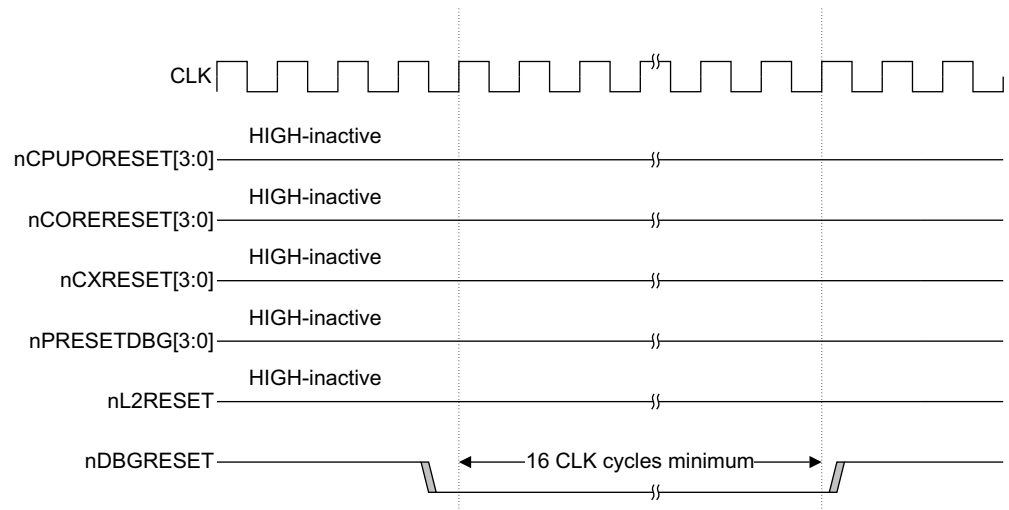 CLK
HIGH-inactive
nCPUPORESET[3:0]
HIGH-inactive
nCORERESET[3:0]
HIGH-inactive
nCXRESET[3:0]
HIGH-inactive
nPRESETDBG[3:0]
HIGH-inactive
nL2RESET
nDBGRESET 16 CLK cycles minimum